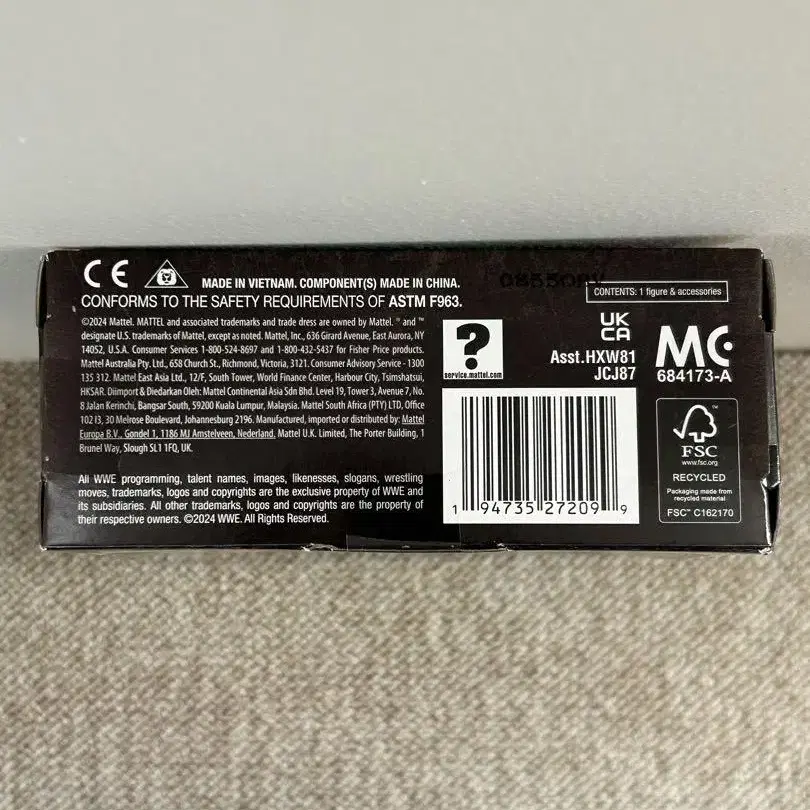 CE
MADE IN VIETNAM. COMPONENT(S) MADE IN CHINA.
CONFORMS TO THE SAFETY REQUIREMENTS OF ASTM F963.
©2024 Mattel. MATTEL and associated trademarks and trade dress are owned by Mattel. ® and ™
designate U.S. trademarks of Mattel, except as noted. Mattel, Inc., 636 Girard Avenue, East Aurora, NY
14052, U.S.A. Consumer Services 1-800-524-8697 and 1-800-432-5437 for Fisher Price products.
Mattel Australia Pty. Ltd., 658 Church St., Richmond, Victoria, 3121. Consumer Advisory Service - 1300
135 312. Mattel East Asia Ltd., 12/F, South Tower, World Finance Center, Harbour City, Tsimshatsui,
HKSAR. Diimport & Diedarkan Oleh: Mattel Continental Asia Sdn Bhd. Level 19, Tower 3, Avenue 7, No.
8 Jalan Kerinchi, Bangsar South, 59200 Kuala Lumpur, Malaysia. Mattel South Africa (PTY) LTD, Office
102 I3, 30 Melrose Boulevard, Johannesburg 2196. Manufactured, imported or distributed by: Mattel
Europa B.V., Gondel 1, 1186 MJ Amstelveen, Nederland. Mattel U.K. Limited, The Porter Building, 1
Brunel Way, Slough SL1 1FQ, UK.
All WWE programming, talent names, images, likenesses, slogans, wrestling
moves, trademarks, logos and copyrights are the exclusive property of WWE and
its subsidiaries. All other trademarks, logos and copyrights are the property of
their respective owners. ©2024 WWE. All Rights Reserved.
?
service.mattel.com
CONTENTS: 1 figure & accessories
UK
CA
Asst.HXW81
JCJ87
MC
684173-A
1 94735 27209 9
FSC™
www.fsc.org
RECYCLED
Packaging made from
recycled material
FSC™ C162170